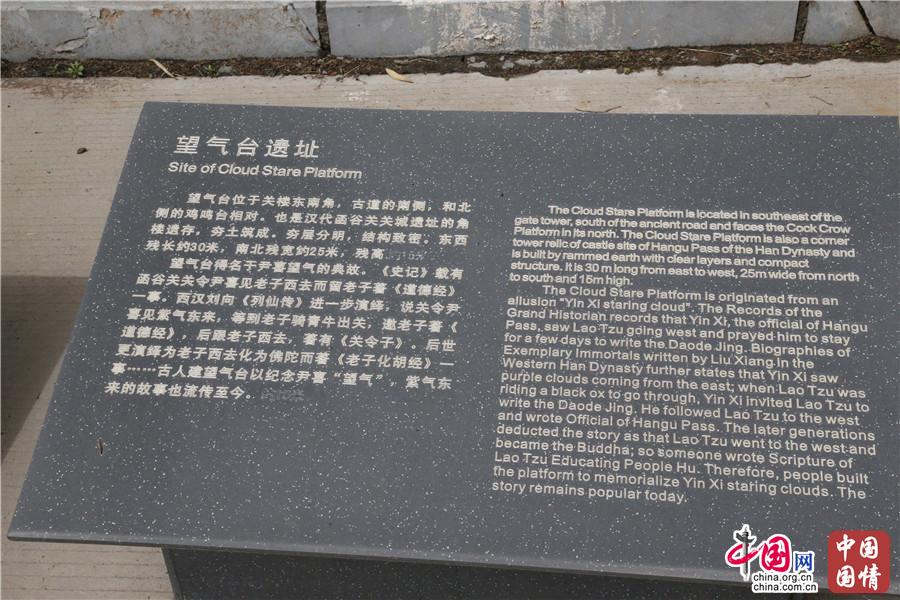 望气台遗址
Site of Cloud Stare Platform
望气台位于关楼东南角，古道的南侧，和北
侧的鸡鸣台相对。也是汉代函谷关关城遗址的角
楼遗存。夯土筑成。夯层分明，结构致密。东西
残长约30米，南北残宽约25米，残高
望气台得名于尹喜望气的典故。《史记》载有
函谷关关令尹喜见老子西去而留老子著《道德经》
一事。西汉刘向《列仙传》进一步演绎，说关令尹
喜见紫气东来，等到老子骑青牛出关，邀老子著《
道德经》，后跟老子西去，著有《关令子》。后世
更演绎为老子西去化为佛陀而著《老子化胡经》一
事……古人建望气台以纪念尹喜“望气”，紫气东
来的故事也流传至今。
The Cloud Stare Platform is located in southeast of the
gate tower, south of the ancient road and faces the Cock Crow
Platform in its north. The Cloud Stare Platform is also a corner
tower relic of castle site of Hangu Pass of the Han Dynasty and
is built by rammed earth with clear layers and compact
structure. It is 30 m long from east to west, 25m wide from north
to south and 15m high.
The Cloud Stare Platform is originated from an
allusion "Yin Xi staring cloud". The Records of the
Grand Historian records that Yin Xi, the official of Hangu
Pass, saw Lao Tzu going west and prayed him to stay
for a few days to write the Daode Jing. Biographies of
Exemplary Immortals written by Liu Xiang in the
Western Han Dynasty further states that Yin Xi saw
purple clouds coming from the east; when Lao Tzu was
riding a black ox to go through, Yin Xi invited Lao Tzu to
write the Daode Jing. He followed Lao Tzu to the west
and wrote Official of Hangu Pass. The later generations
deducted the story as that Lao Tzu went to the west and
became the Buddha; so someone wrote Scripture of
Lao Tzu Educating People Hu. Therefore, people built
the platform to memorialize Yin Xi staring clouds. The
story remains popular today.
中国网
china.org.cn
china.com.cn
中国
国情